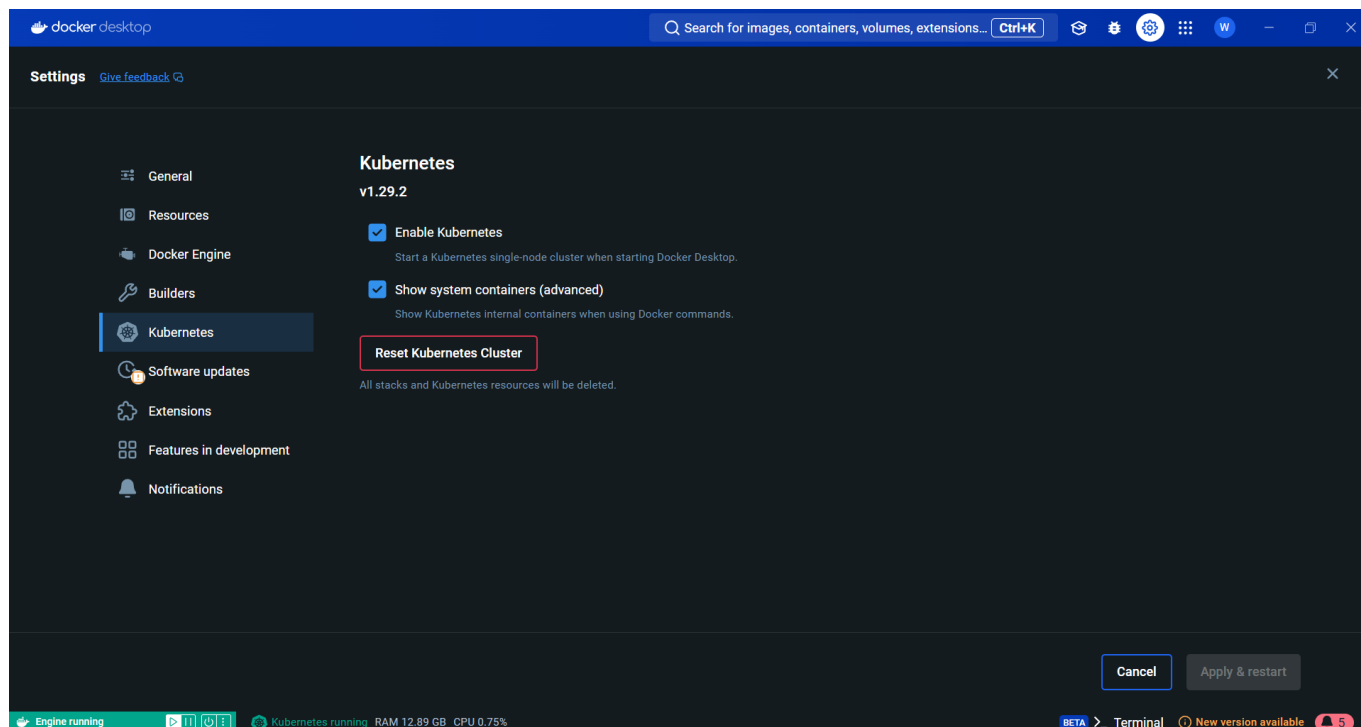 docker desktop
Search for images, containers, volumes, extensions... Ctrl+K
W
Settings Give feedback
General
Resources
Docker Engine
Builders
Kubernetes
Software updates
Extensions
Features in development
Notifications
Kubernetes
v1.29.2
Enable Kubernetes
Start a Kubernetes single-node cluster when starting Docker Desktop.
Show system containers (advanced)
Show Kubernetes internal containers when using Docker commands.
Reset Kubernetes Cluster
All stacks and Kubernetes resources will be deleted.
Cancel Apply & restart
Engine running Kubernetes running RAM 12.89 GB CPU 0.75% BETA Terminal New version available 5